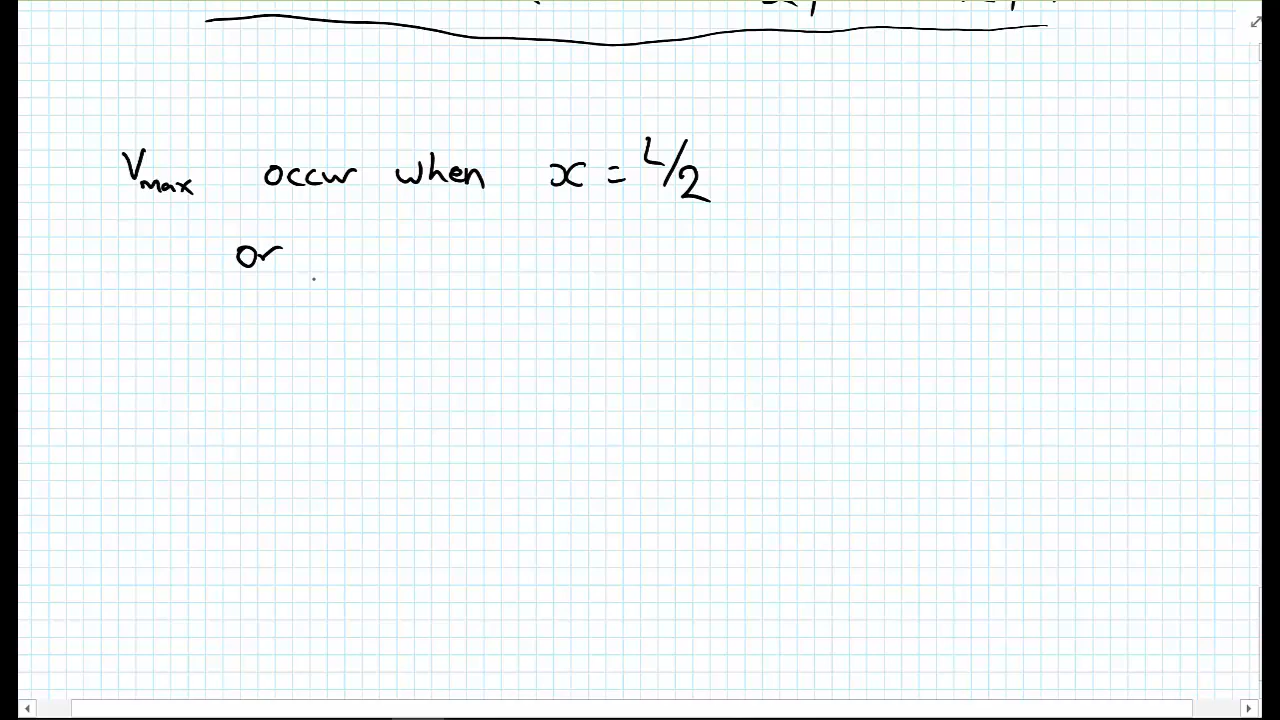 Vmax occur when x = L/2
or